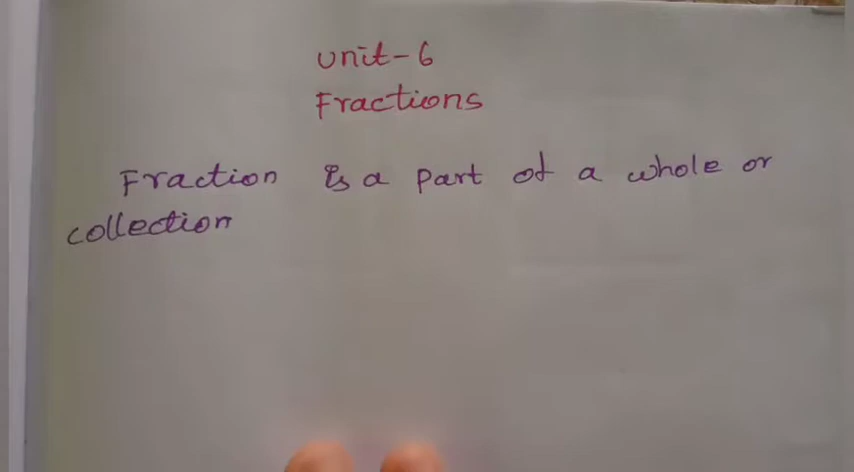 Unit-6
Fractions
Fraction is a part of a whole or
collection